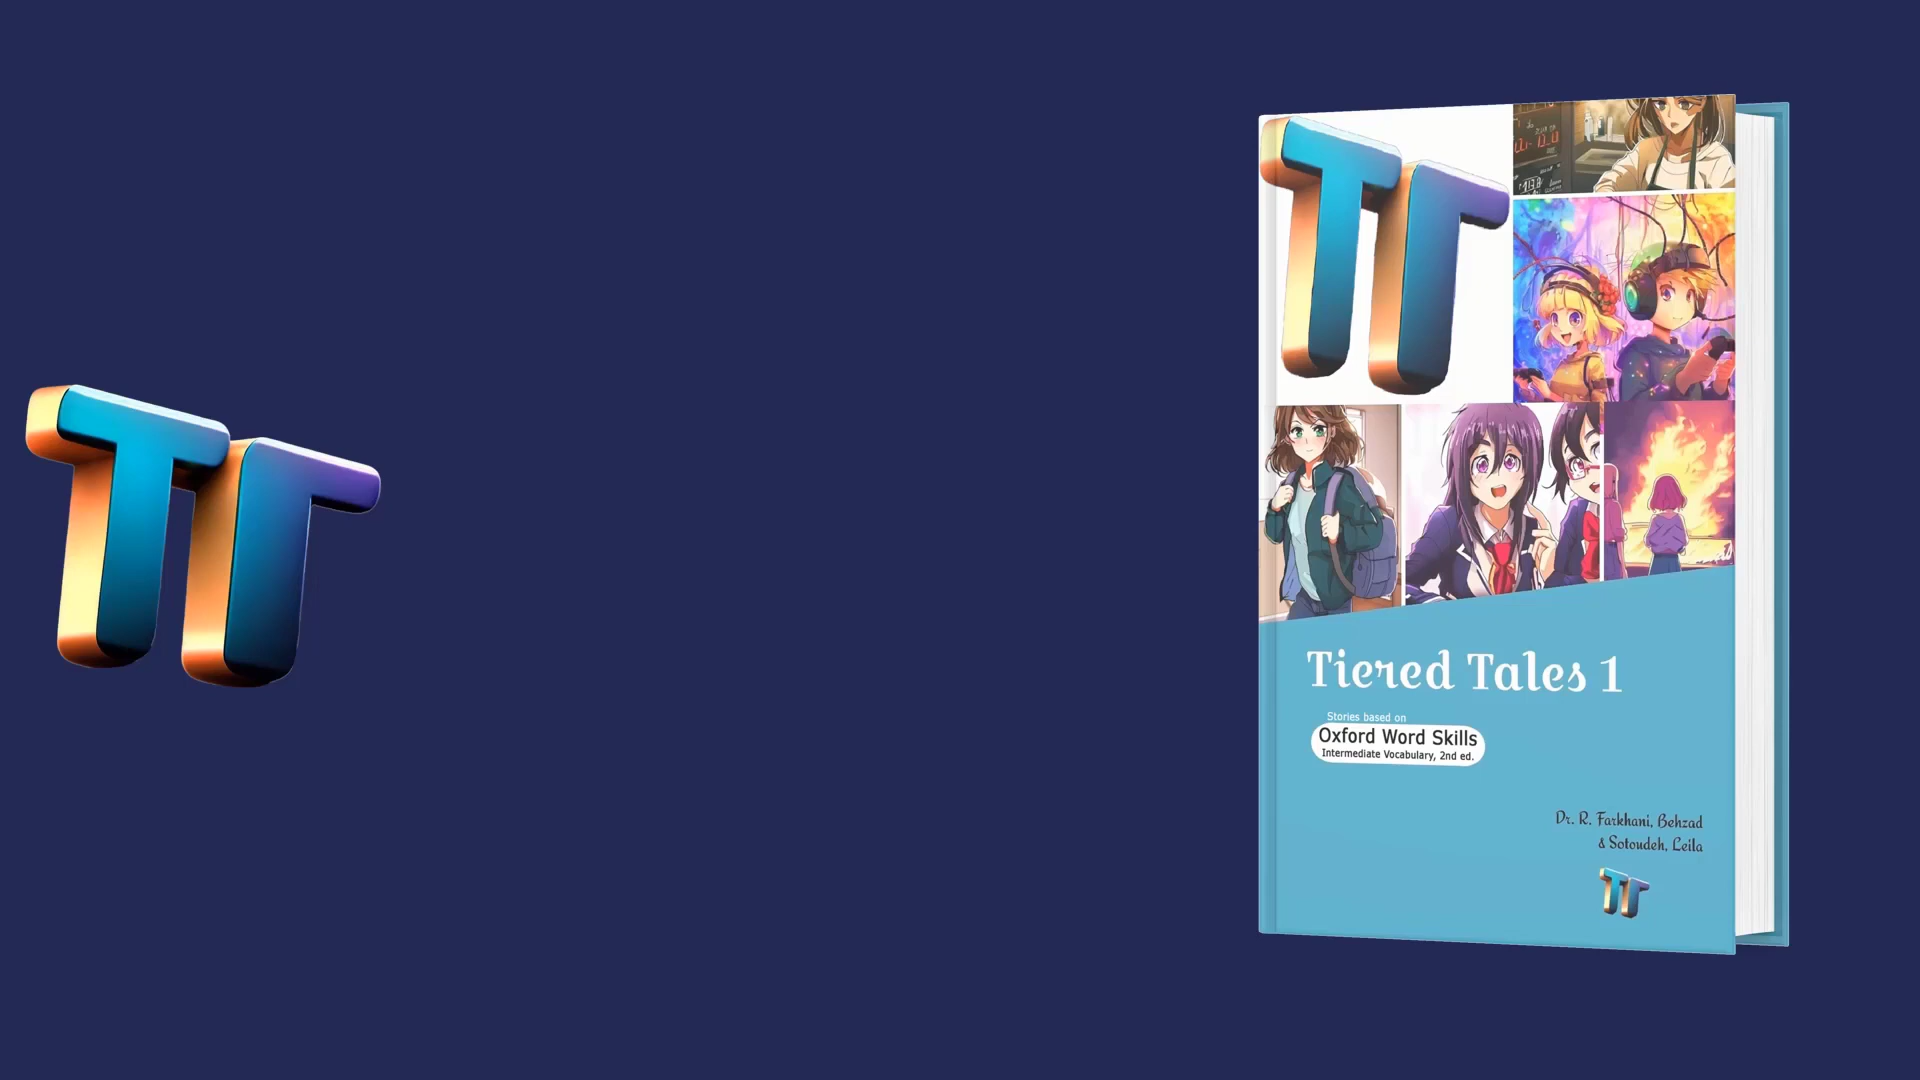 TT
TT
Tiered Tales 1
Stories based on
Oxford Word Skills
Intermediate Vocabulary, 2nd ed.
Dr. R. Farkhani, Behzad
& Sotoudeh, Leila
TT